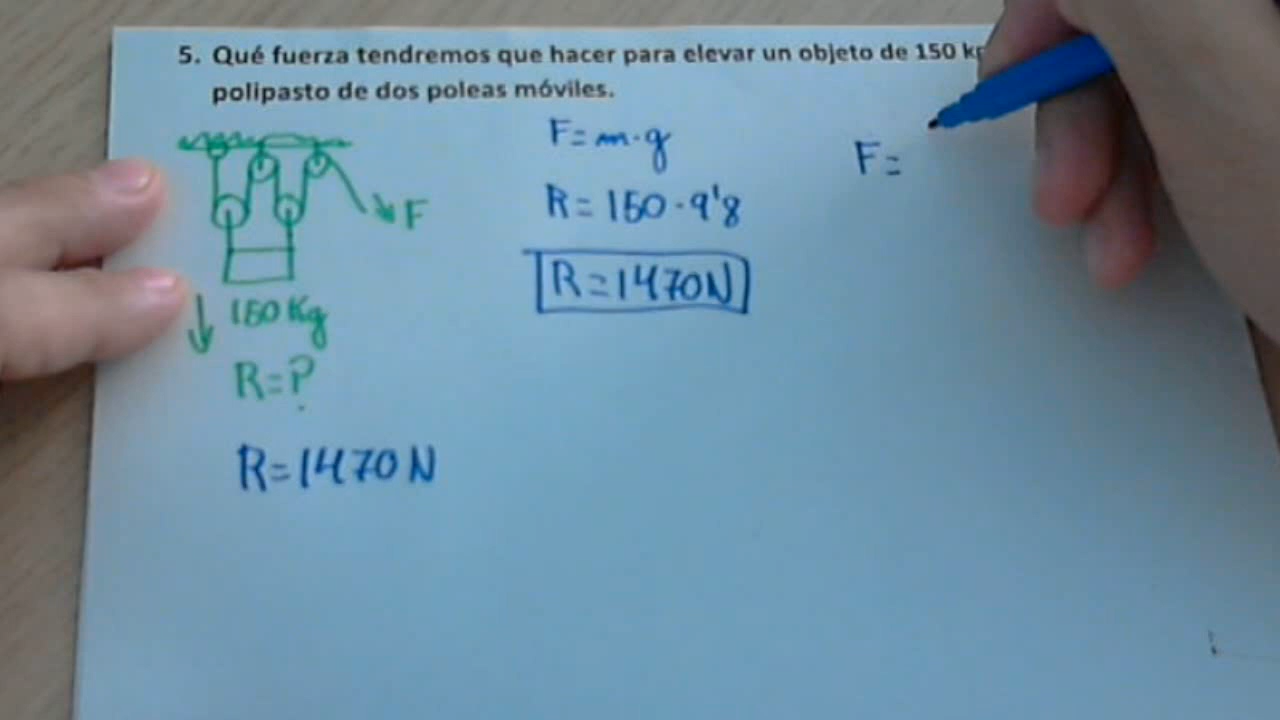 5. Qué fuerza tendremos que hacer para elevar un objeto de 150
polipasto de dos poleas móviles.
F
150 Kg
R=?
R=1470 N
F=m·g
R=150·9'8
R=1470N
F=